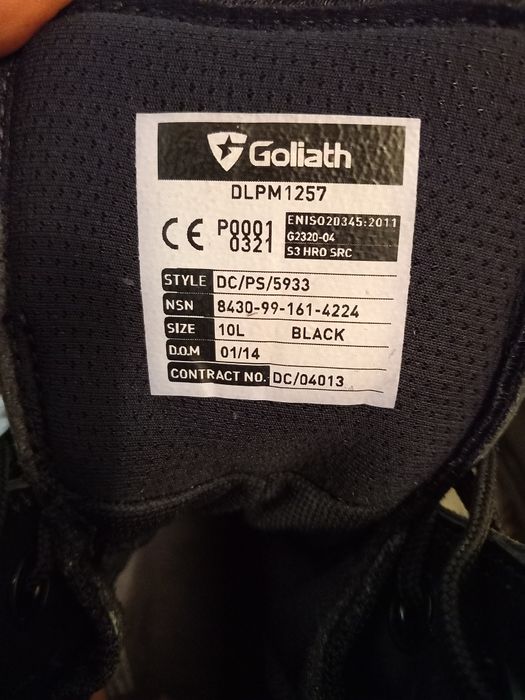 Goliath
DLPM1257
CE P0001 ENISO20345:2011
0321 G2320-04
S3 HRO SRC
STYLE DC/PS/5933
NSN 8430-99-161-4224
SIZE 10L BLACK
D.O.M 01/14
CONTRACT NO. DC/04013